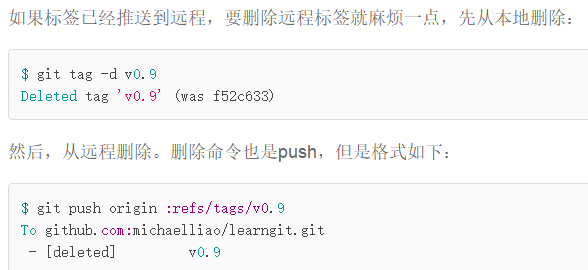 如果标签已经推送到远程，要删除远程标签就麻烦一点，先从本地删除：
$ git tag -d v0.9
Deleted tag 'v0.9' (was f52c633)
然后，从远程删除。删除命令也是push，但是格式如下：
$ git push origin :refs/tags/v0.9
To github.com:michaelliao/learngit.git
 - [deleted]         v0.9